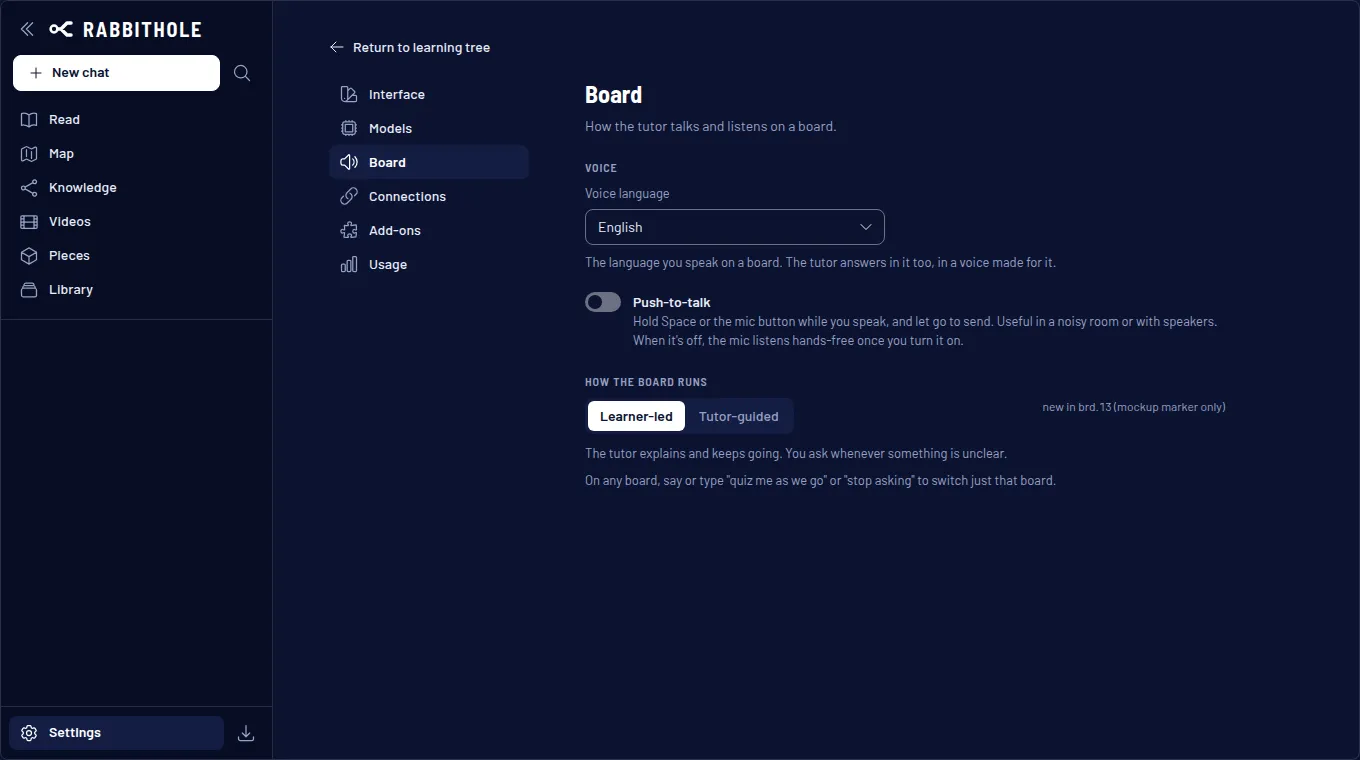 RABBITHOLE
New chat
Read
Map
Knowledge
Videos
Pieces
Library
Settings
Return to learning tree
Interface
Models
Board
Connections
Add-ons
Usage
Board
How the tutor talks and listens on a board.
VOICE
Voice language
English
The language you speak on a board. The tutor answers in it too, in a voice made for it.
Push-to-talk
Hold Space or the mic button while you speak, and let go to send. Useful in a noisy room or with speakers.
When it's off, the mic listens hands-free once you turn it on.
HOW THE BOARD RUNS
new in brd.13 (mockup marker only)
Learner-led Tutor-guided
The tutor explains and keeps going. You ask whenever something is unclear.
On any board, say or type "quiz me as we go" or "stop asking" to switch just that board.